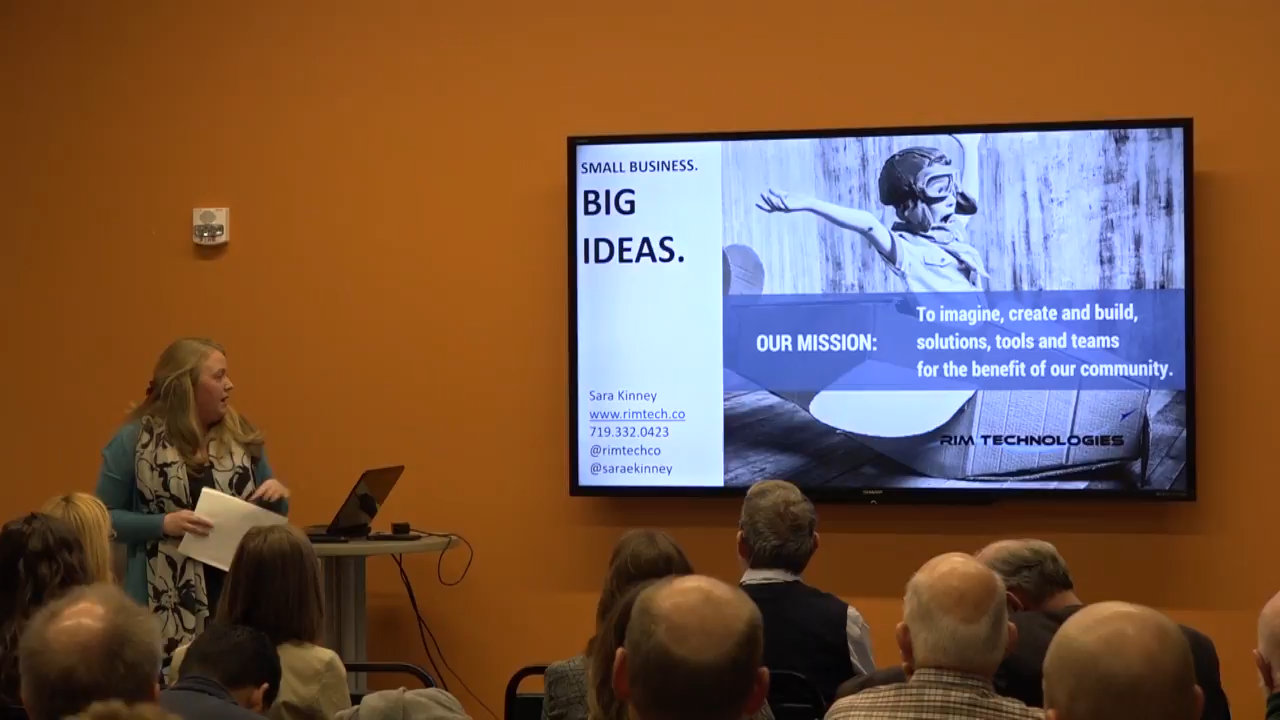 SMALL BUSINESS.
BIG
IDEAS.
OUR MISSION:
To imagine, create and build,
solutions, tools and teams
for the benefit of our community.
Sara Kinney
www.rimtech.co
719.332.0423
@rimtechco
@saraekinney
RIM TECHNOLOGIES